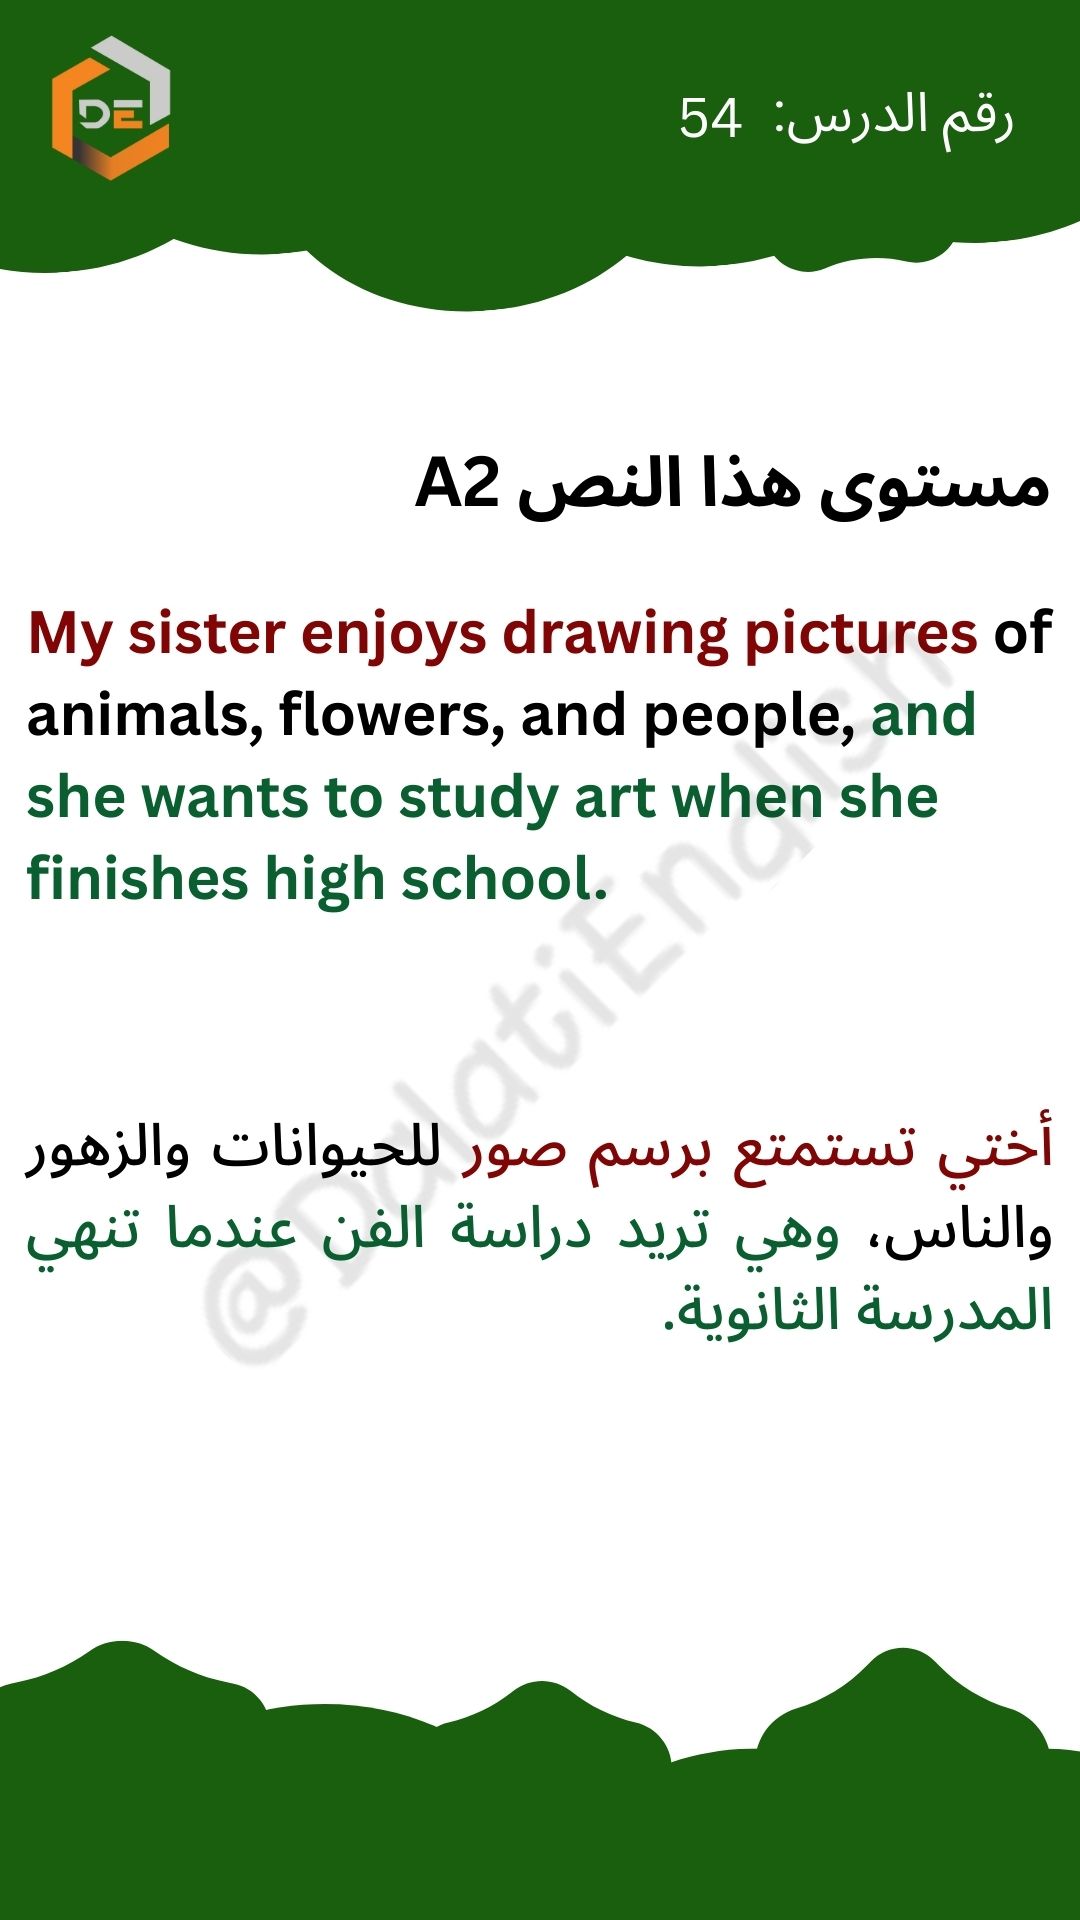 DE
رقم الدرس: 54
مستوى هذا النص A2
My sister enjoys drawing pictures of
animals, flowers, and people, and
she wants to study art when she
finishes high school.
@DalatiEnglish
أختي تستمتع برسم صور للحيوانات والزهور
والناس، وهي تريد دراسة الفن عندما تنهي
المدرسة الثانوية.